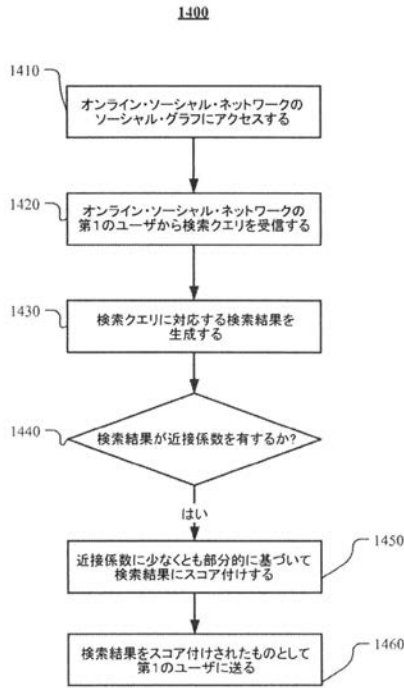 1400
1410
オンライン・ソーシャル・ネットワークの
ソーシャル・グラフにアクセスする
1420
オンライン・ソーシャル・ネットワークの
第1のユーザから検索クエリを受信する
1430
検索クエリに対応する検索結果を
生成する
1440
検索結果が近接係数を有するか?
はい
1450
近接係数に少なくとも部分的に基づいて
検索結果にスコア付けする
検索結果をスコア付けされたものとして
第1のユーザに送る
1460